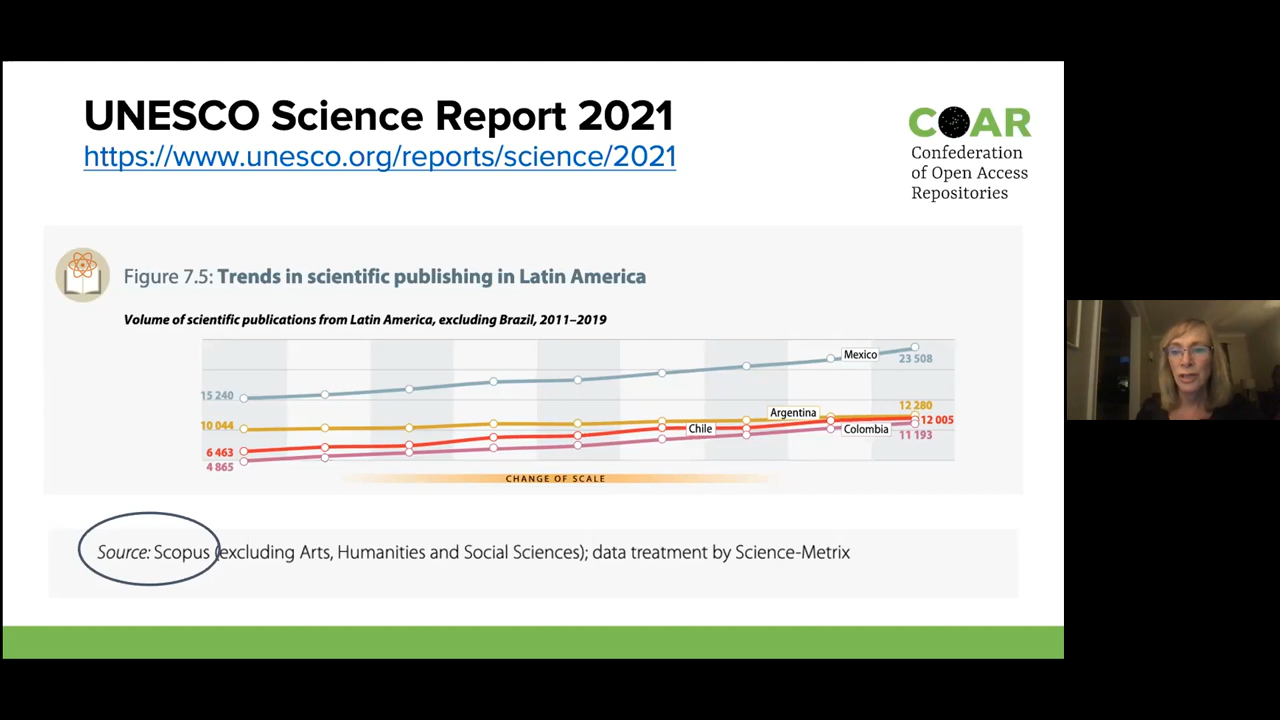 UNESCO Science Report 2021
https://www.unesco.org/reports/science/2021
COAR
Confederation
of Open Access
Repositories
Figure 7.5: Trends in scientific publishing in Latin America
Volume of scientific publications from Latin America, excluding Brazil, 2011–2019
Mexico
23 508
15 240
12 280
Argentina
10 044
12 005
Chile
Colombia
11 193
6 463
4 865
CHANGE OF SCALE
Source: Scopus (excluding Arts, Humanities and Social Sciences); data treatment by Science-Metrix